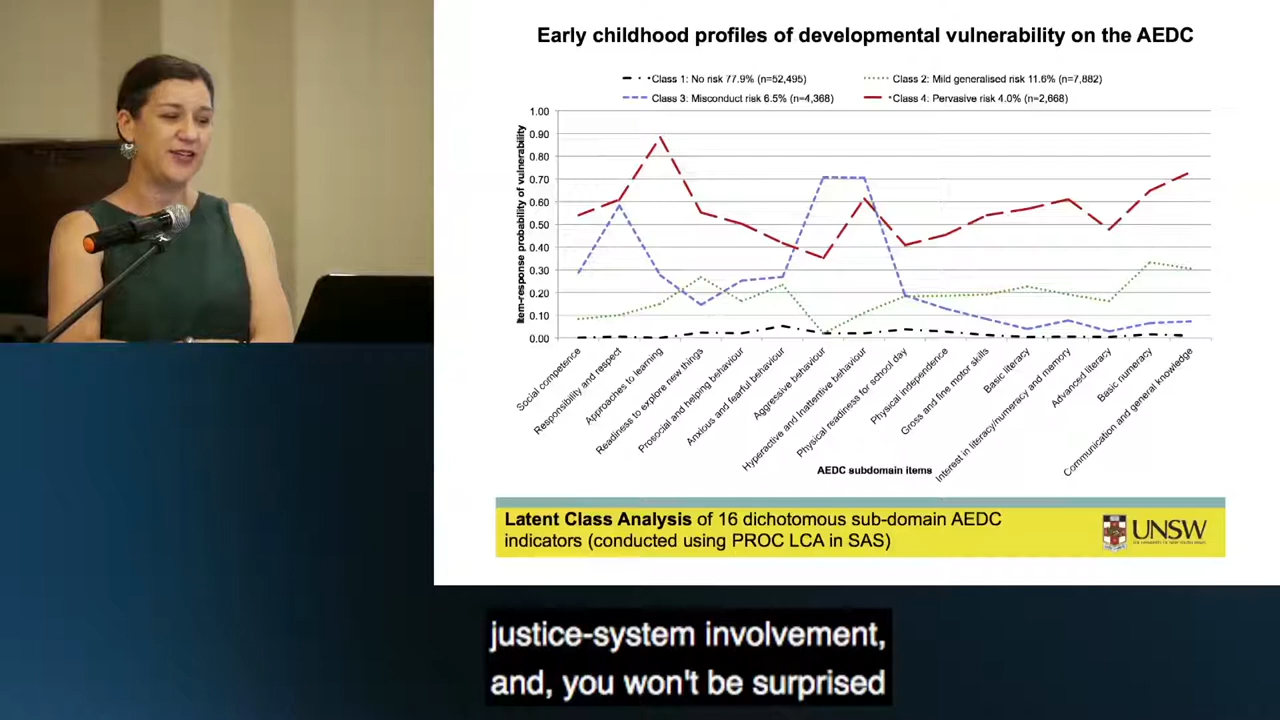 Early childhood profiles of developmental vulnerability on the AEDC
Class 1: No risk 77.9% (n=52,495)
Class 2: Mild generalised risk 11.6% (n=7,882)
Class 3: Misconduct risk 6.5% (n=4,368)
Class 4: Pervasive risk 4.0% (n=2,668)
Item-response probability of vulnerability
1.00
0.90
0.80
0.70
0.60
0.50
0.40
0.30
0.20
0.10
0.00
Social competence
Responsibility and respect
Approaches to learning
Readiness to explore new things
Prosocial and helping behaviour
Anxious and fearful behaviour
Aggressive behaviour
Hyperactive and Inattentive behaviour
Physical readiness for school day
Physical independence
Gross and fine motor skills
Basic literacy
Interest in literacy/numeracy and memory
Advanced literacy
Basic numeracy
Communication and general knowledge
AEDC subdomain items
Latent Class Analysis of 16 dichotomous sub-domain AEDC
indicators (conducted using PROC LCA in SAS)
UNSW
justice-system involvement,
and, you won't be surprised